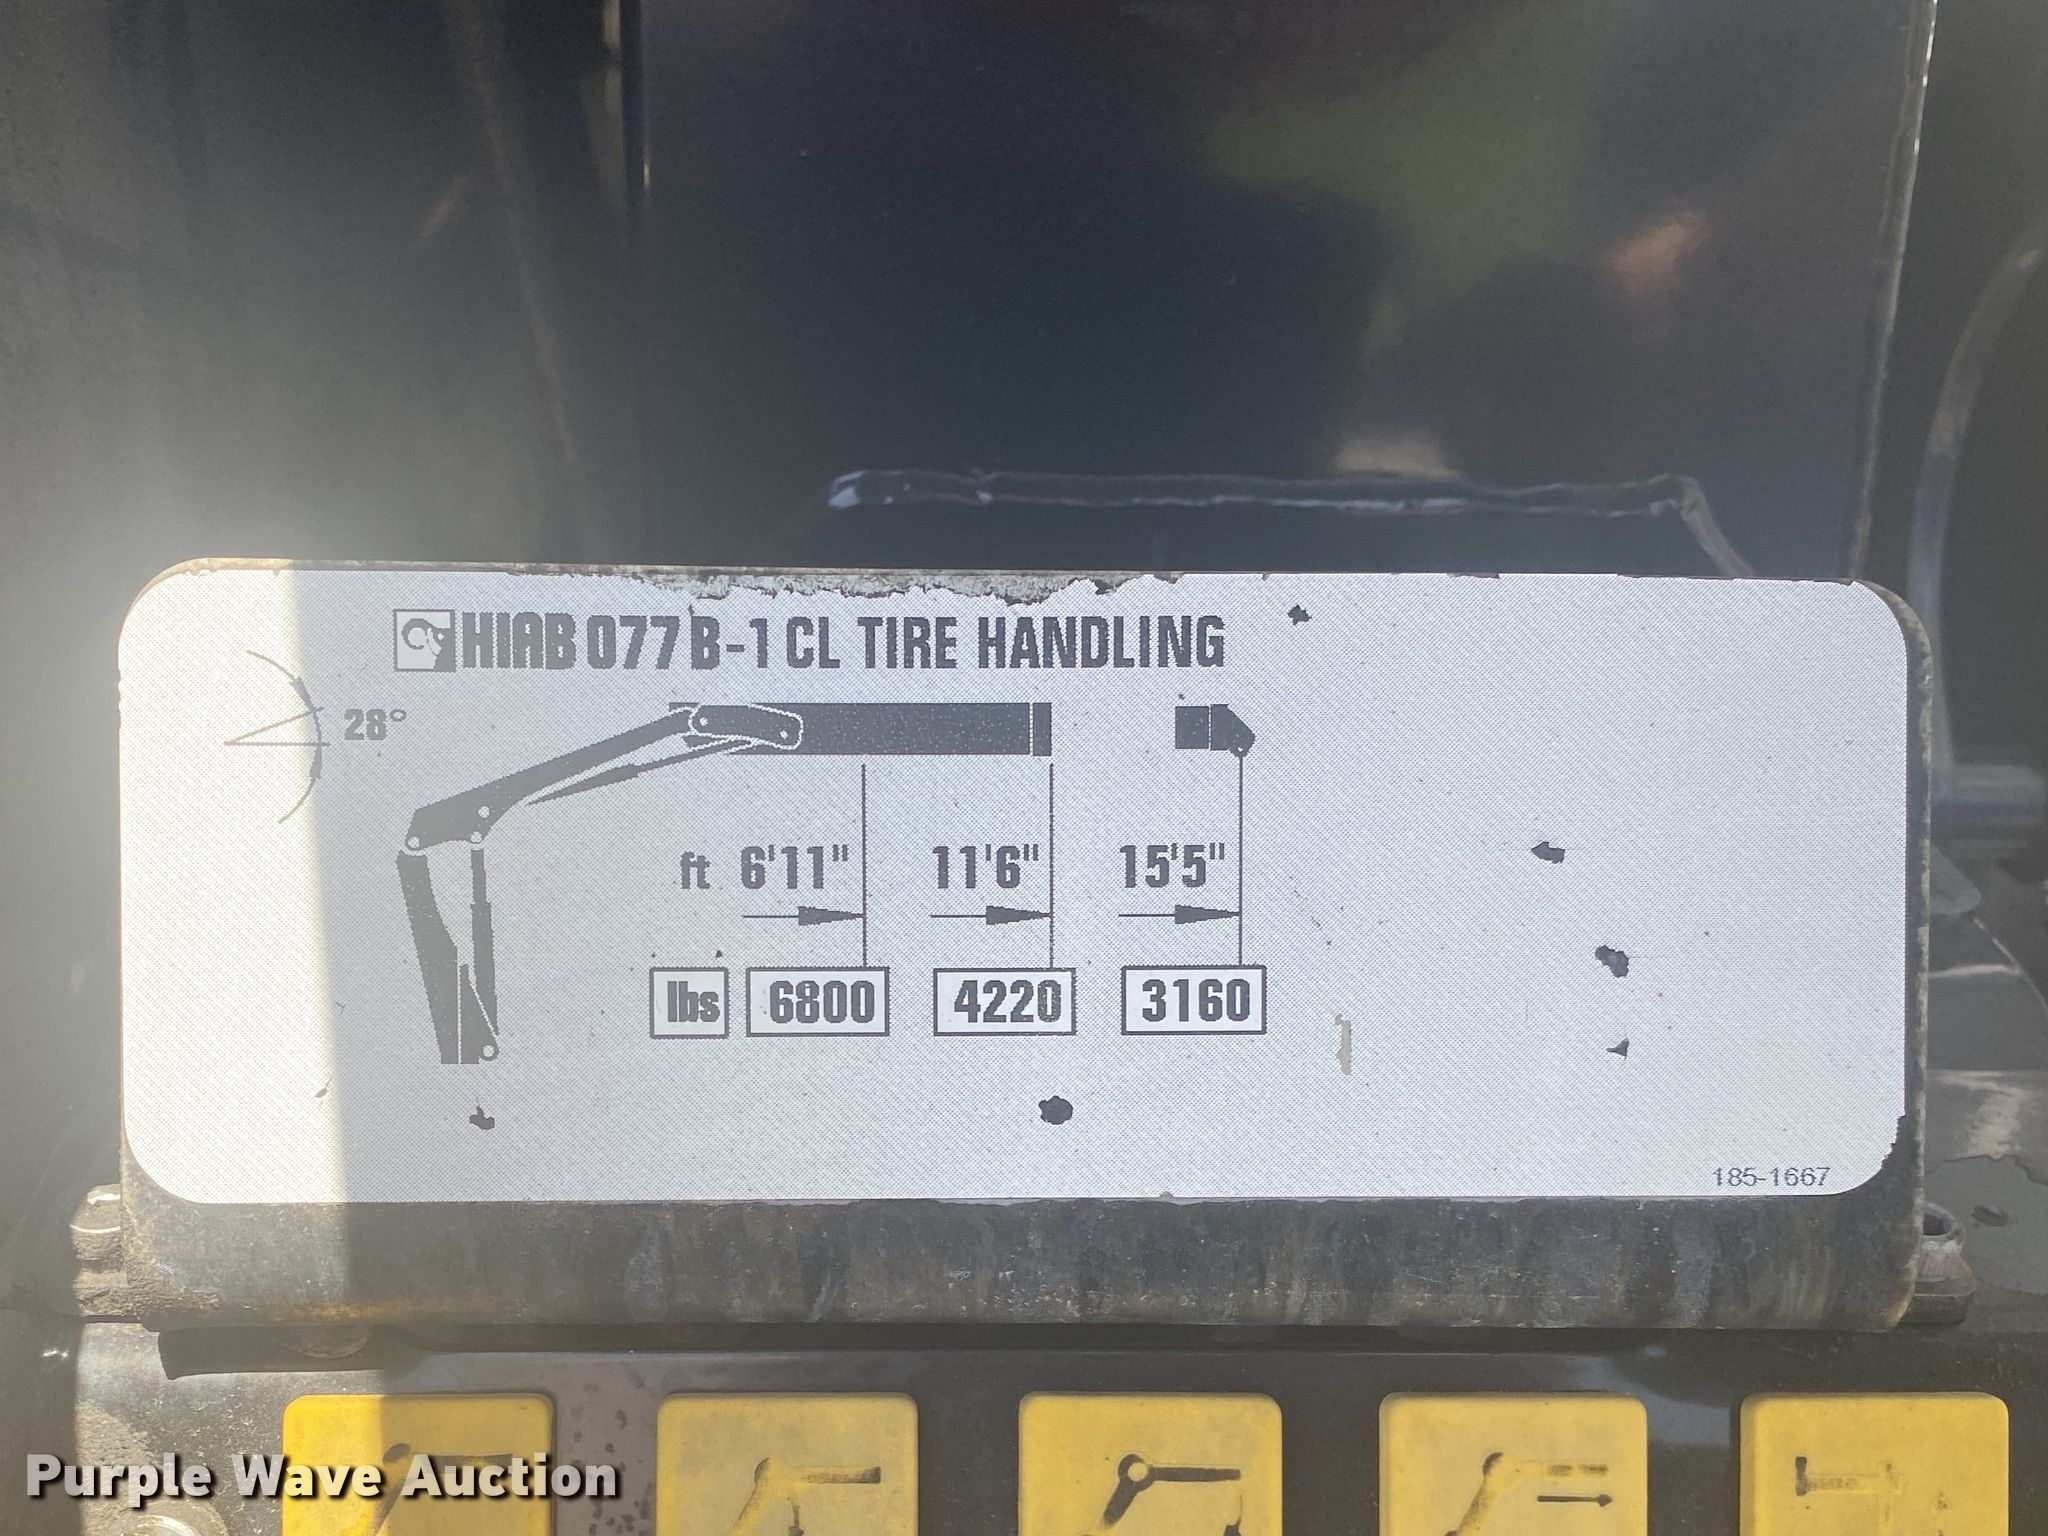 HIAB 077 B-1 CL TIRE HANDLING
28°
ft 6'11" 11'6" 15'5"
lbs 6800 4220 3160
185-1667
Purple Wave Auction